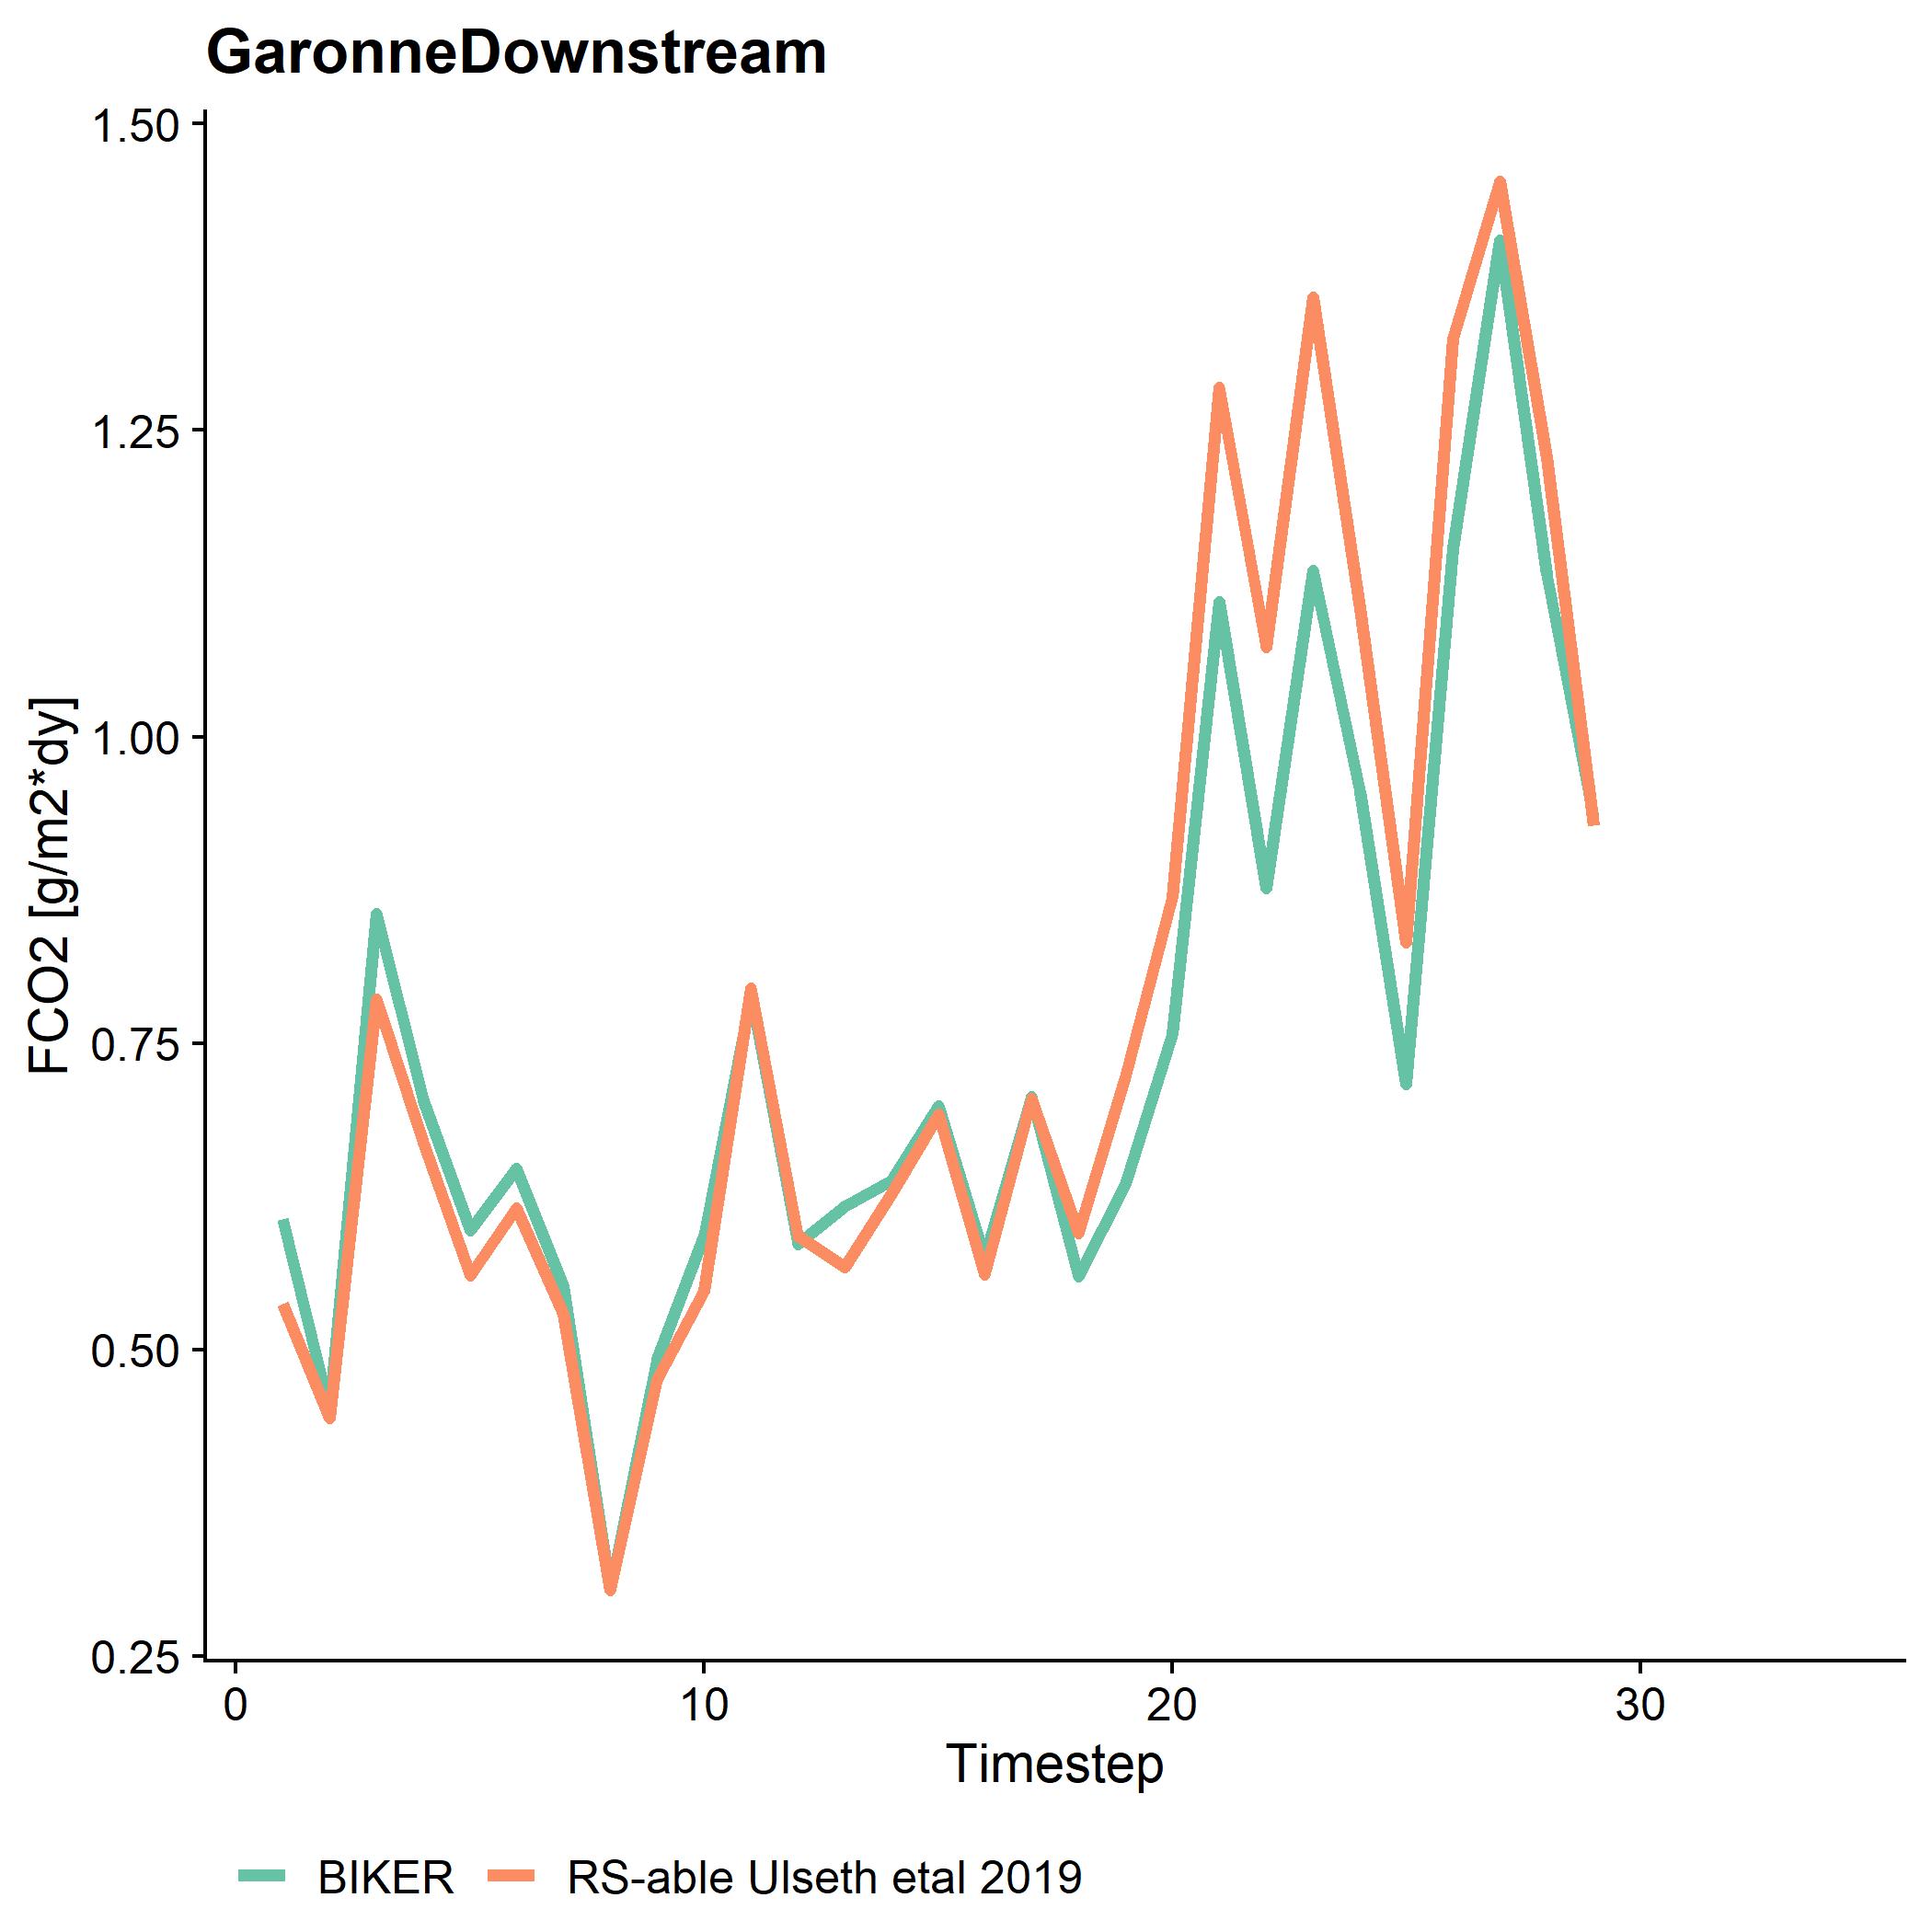 GaronneDownstream
1.50
1.25
1.00
0.75
0.50
0.25
FCO2 [g/m2*dy]
0 10 20 30
Timestep
BIKER RS-able Ulseth etal 2019